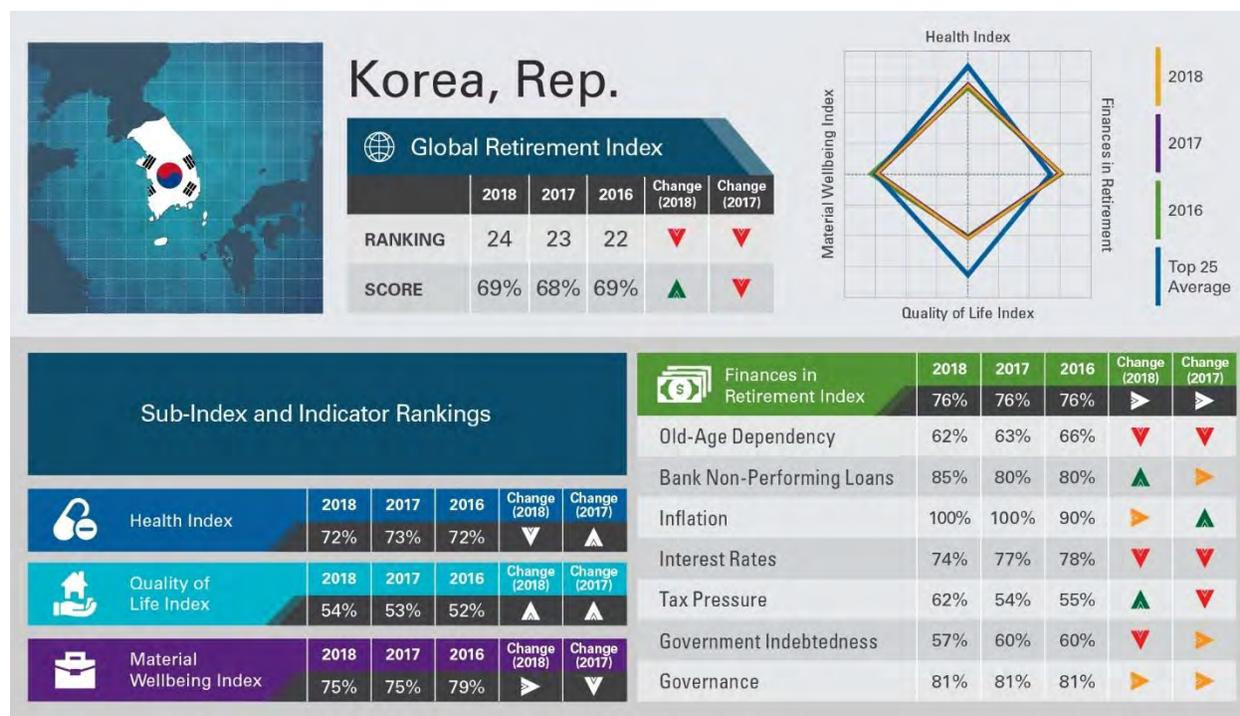 Korea, Rep.
Global Retirement Index
2018 2017 2016 Change (2018) Change (2017)
RANKING 24 23 22
SCORE 69% 68% 69%
Health Index
Material Wellbeing Index
Finances in Retirement
Quality of Life Index
2018
2017
2016
Top 25
Average
Sub-Index and Indicator Rankings
Health Index
2018 2017 2016 Change (2018) Change (2017)
72% 73% 72%
Quality of
Life Index
2018 2017 2016 Change (2018) Change (2017)
54% 53% 52%
Material
Wellbeing Index
2018 2017 2016 Change (2018) Change (2017)
75% 75% 79%
Finances in
Retirement Index
2018 2017 2016 Change (2018) Change (2017)
76% 76% 76%
Old-Age Dependency 62% 63% 66%
Bank Non-Performing Loans 85% 80% 80%
Inflation 100% 100% 90%
Interest Rates 74% 77% 78%
Tax Pressure 62% 54% 55%
Government Indebtedness 57% 60% 60%
Governance 81% 81% 81%